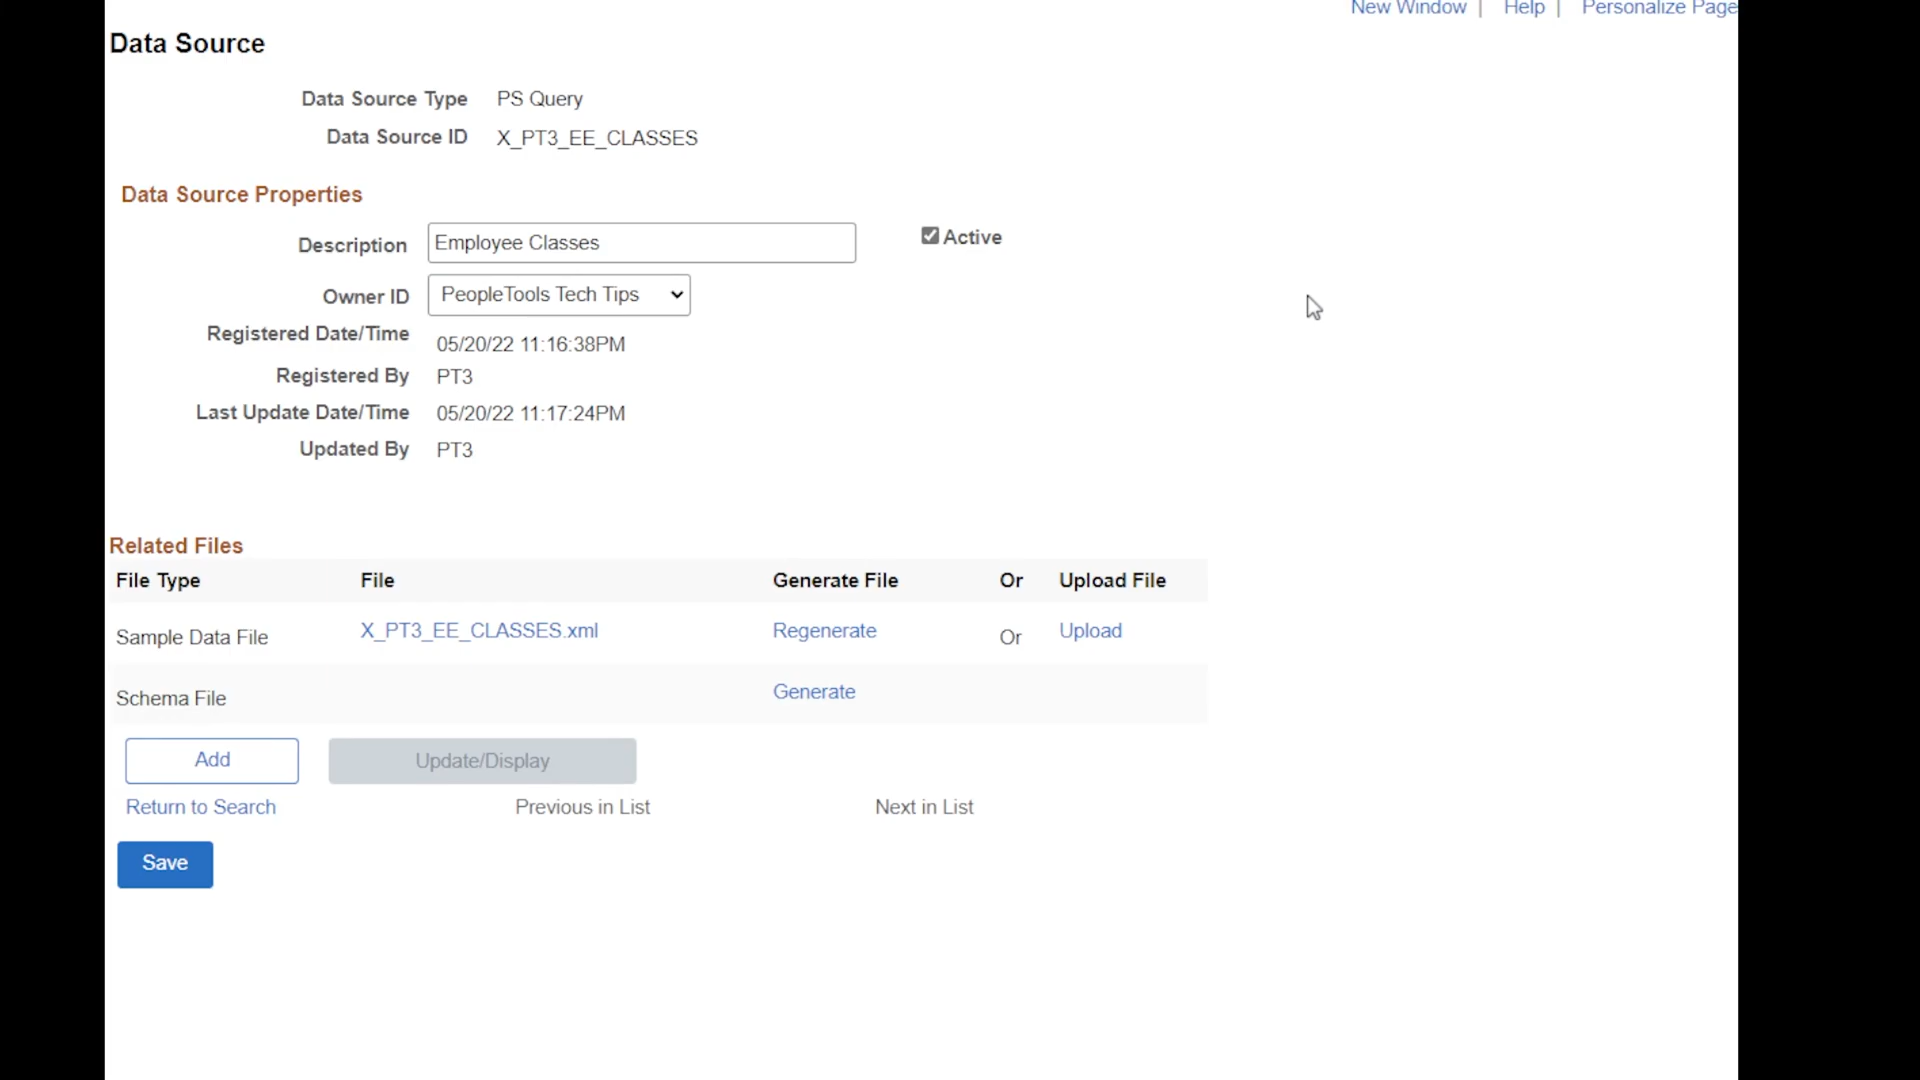 New Window | Help | Personalize Page
Data Source
Data Source Type PS Query
Data Source ID X_PT3_EE_CLASSES
Data Source Properties
Description Employee Classes Active
Owner ID PeopleTools Tech Tips
Registered Date/Time 05/20/22 11:16:38PM
Registered By PT3
Last Update Date/Time 05/20/22 11:17:24PM
Updated By PT3
Related Files
File Type File Generate File Or Upload File
Sample Data File X_PT3_EE_CLASSES.xml Regenerate Or Upload
Schema File Generate
Add Update/Display
Return to Search Previous in List Next in List
Save